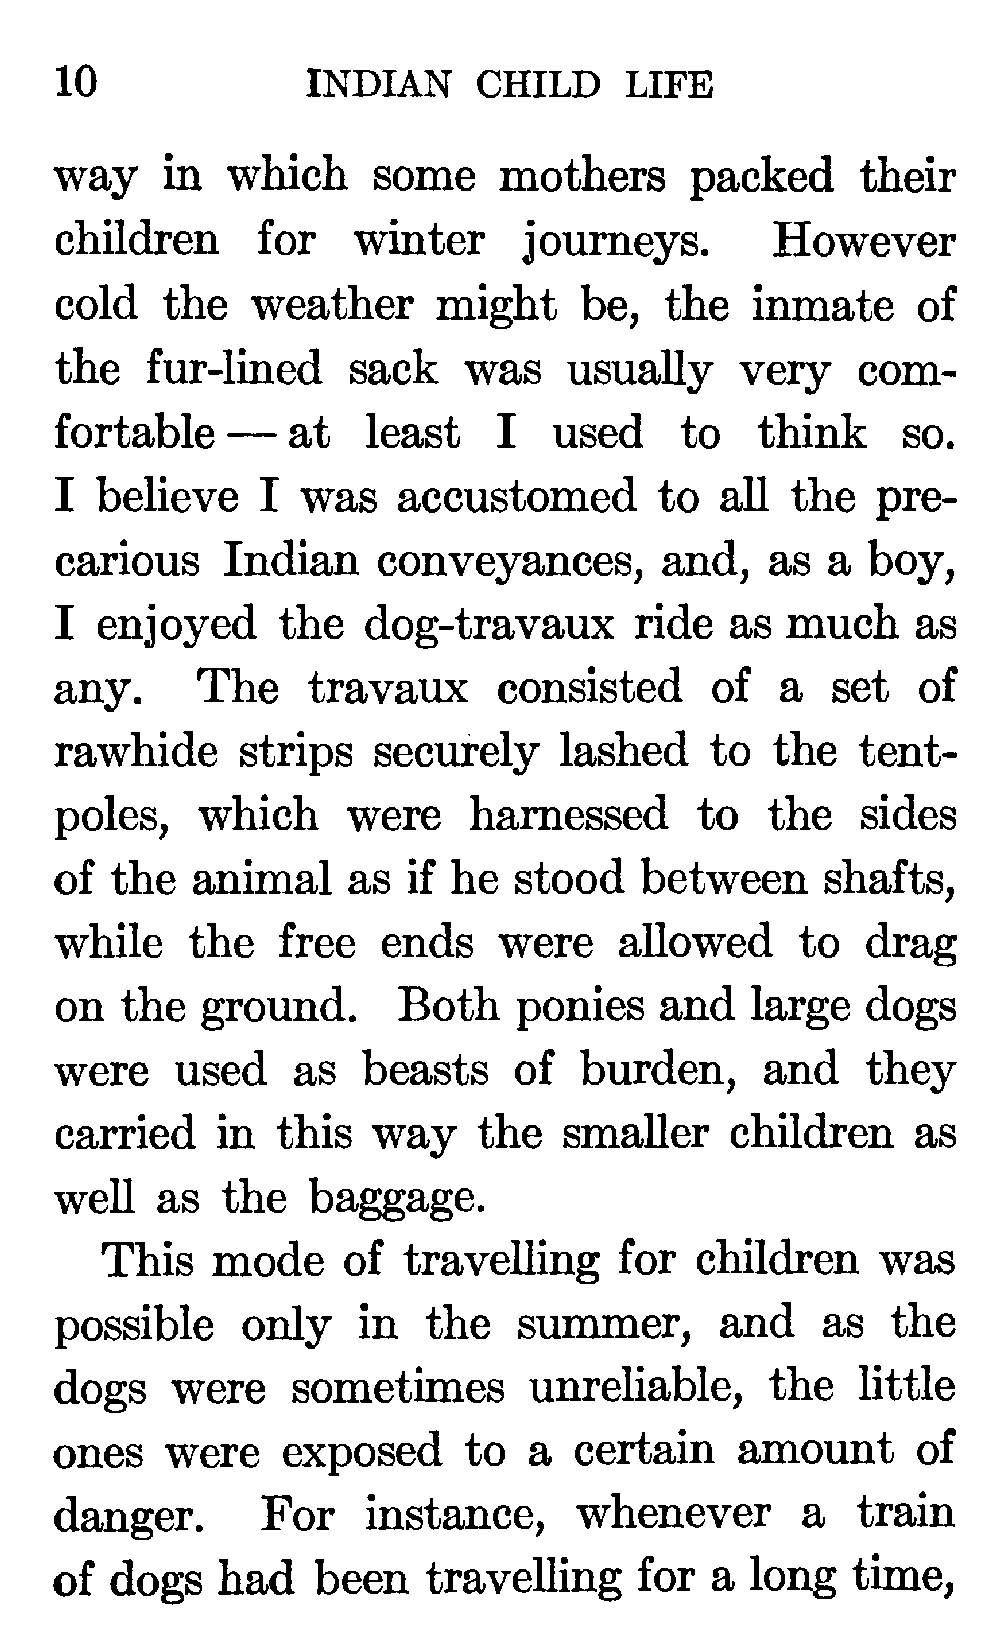 10 INDIAN CHILD LIFE
way in which some mothers packed their
children for winter journeys. However
cold the weather might be, the inmate of
the fur-lined sack was usually very com-
fortable — at least I used to think so.
I believe I was accustomed to all the pre-
carious Indian conveyances, and, as a boy,
I enjoyed the dog-travaux ride as much as
any. The travaux consisted of a set of
rawhide strips securely lashed to the tent-
poles, which were harnessed to the sides
of the animal as if he stood between shafts,
while the free ends were allowed to drag
on the ground. Both ponies and large dogs
were used as beasts of burden, and they
carried in this way the smaller children as
well as the baggage.
This mode of travelling for children was
possible only in the summer, and as the
dogs were sometimes unreliable, the little
ones were exposed to a certain amount of
danger. For instance, whenever a train
of dogs had been travelling for a long time,